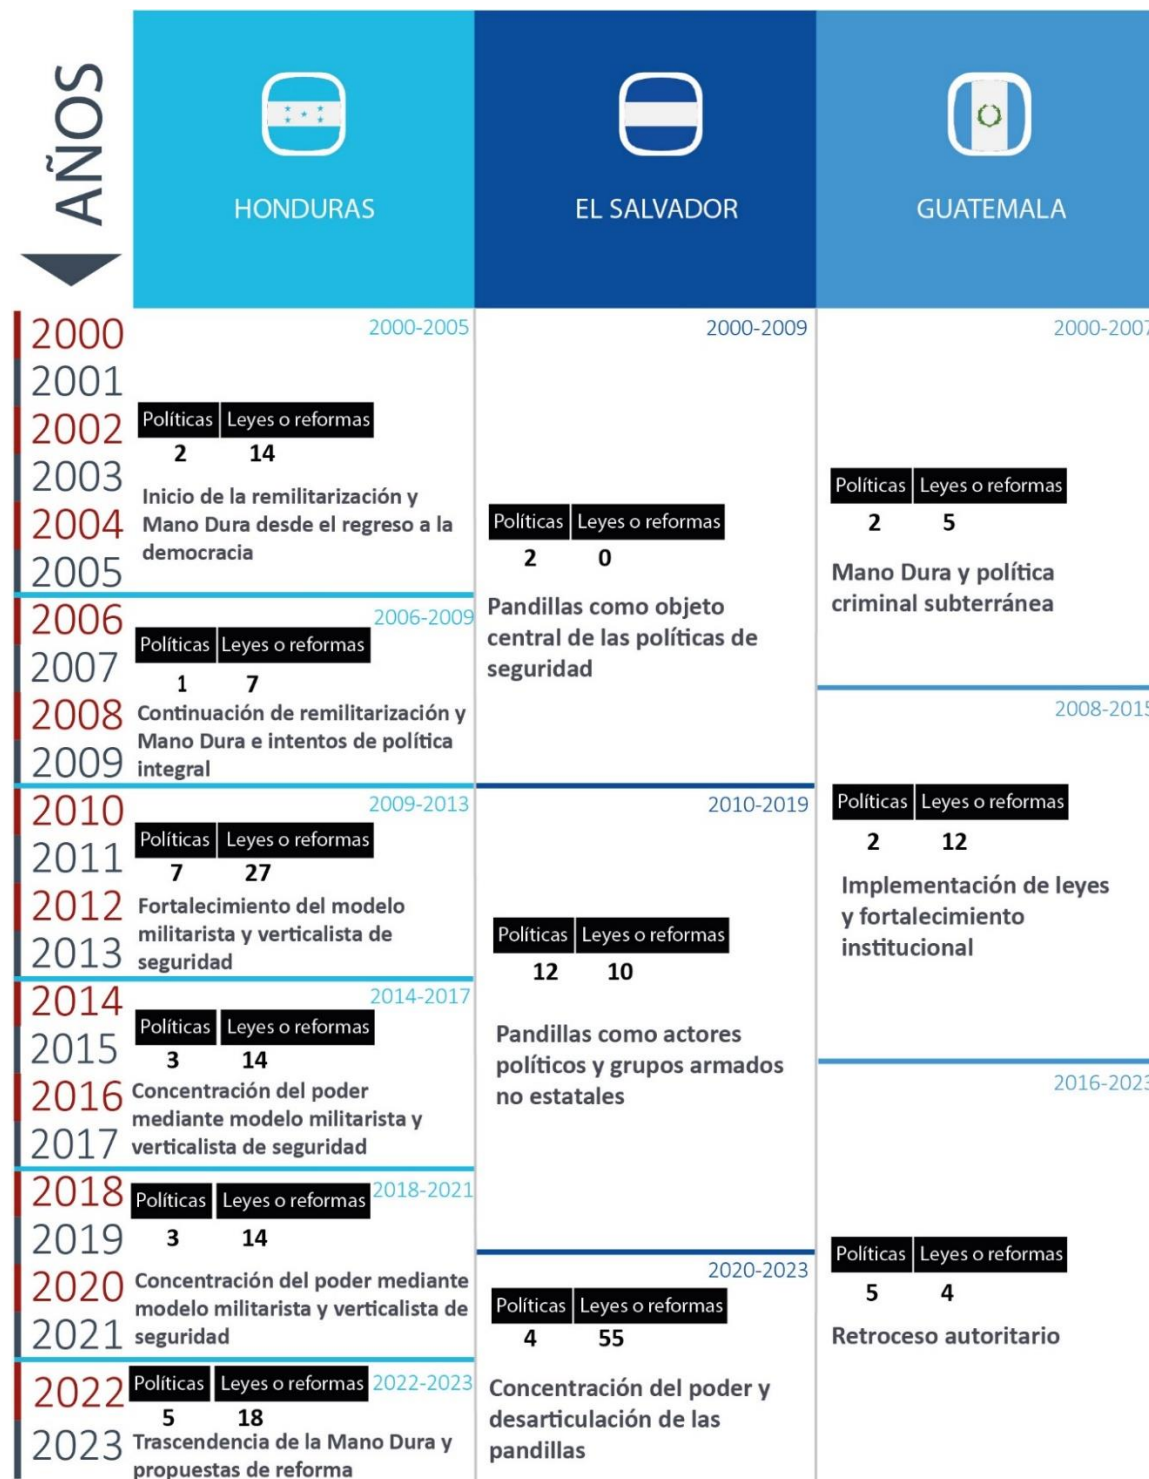 AÑOS
HONDURAS
EL SALVADOR
GUATEMALA
2000
2001
2002
2003
2004
2005
2006
2007
2008
2009
2010
2011
2012
2013
2014
2015
2016
2017
2018
2019
2020
2021
2022
2023
2000-2005
Políticas Leyes o reformas
2 14
Inicio de la remilitarización y
Mano Dura desde el regreso a la
democracia
2006-2009
Políticas Leyes o reformas
1 7
Continuación de remilitarización y
Mano Dura e intentos de política
integral
2009-2013
Políticas Leyes o reformas
7 27
Fortalecimiento del modelo
militarista y verticalista de
seguridad
2014-2017
Políticas Leyes o reformas
3 14
Concentración del poder
mediante modelo militarista y
verticalista de seguridad
2018-2021
Políticas Leyes o reformas
3 14
Concentración del poder mediante
modelo militarista y verticalista de
seguridad
Políticas Leyes o reformas 2022-2023
5 18
Trascendencia de la Mano Dura y
propuestas de reforma
2000-2009
Políticas Leyes o reformas
2 0
Pandillas como objeto
central de las políticas de
seguridad
2010-2019
Políticas Leyes o reformas
12 10
Pandillas como actores
políticos y grupos armados
no estatales
2020-2023
Políticas Leyes o reformas
4 55
Concentración del poder y
desarticulación de las
pandillas
2000-2007
Políticas Leyes o reformas
2 5
Mano Dura y política
criminal subterránea
2008-2015
Políticas Leyes o reformas
2 12
Implementación de leyes
y fortalecimiento
institucional
2016-2023
Políticas Leyes o reformas
5 4
Retroceso autoritario